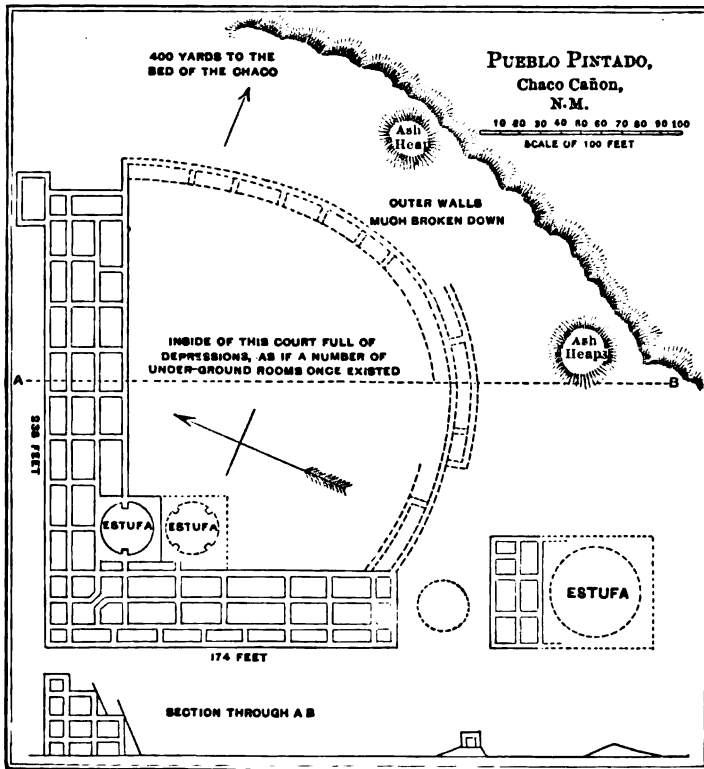 400 YARDS TO THE
BED OF THE CHACO
PUEBLO PINTADO,
Chaco Cañon,
N.M.
10 20 30 40 50 60 70 80 90 100
SCALE OF 100 FEET
Ash
Heap
OUTER WALLS
MUCH BROKEN DOWN
INSIDE OF THIS COURT FULL OF
DEPRESSIONS, AS IF A NUMBER OF
UNDER-GROUND ROOMS ONCE EXISTED
Ash
Heaps
A
B
238 FEET
ESTUFA
ESTUFA
ESTUFA
174 FEET
SECTION THROUGH A B